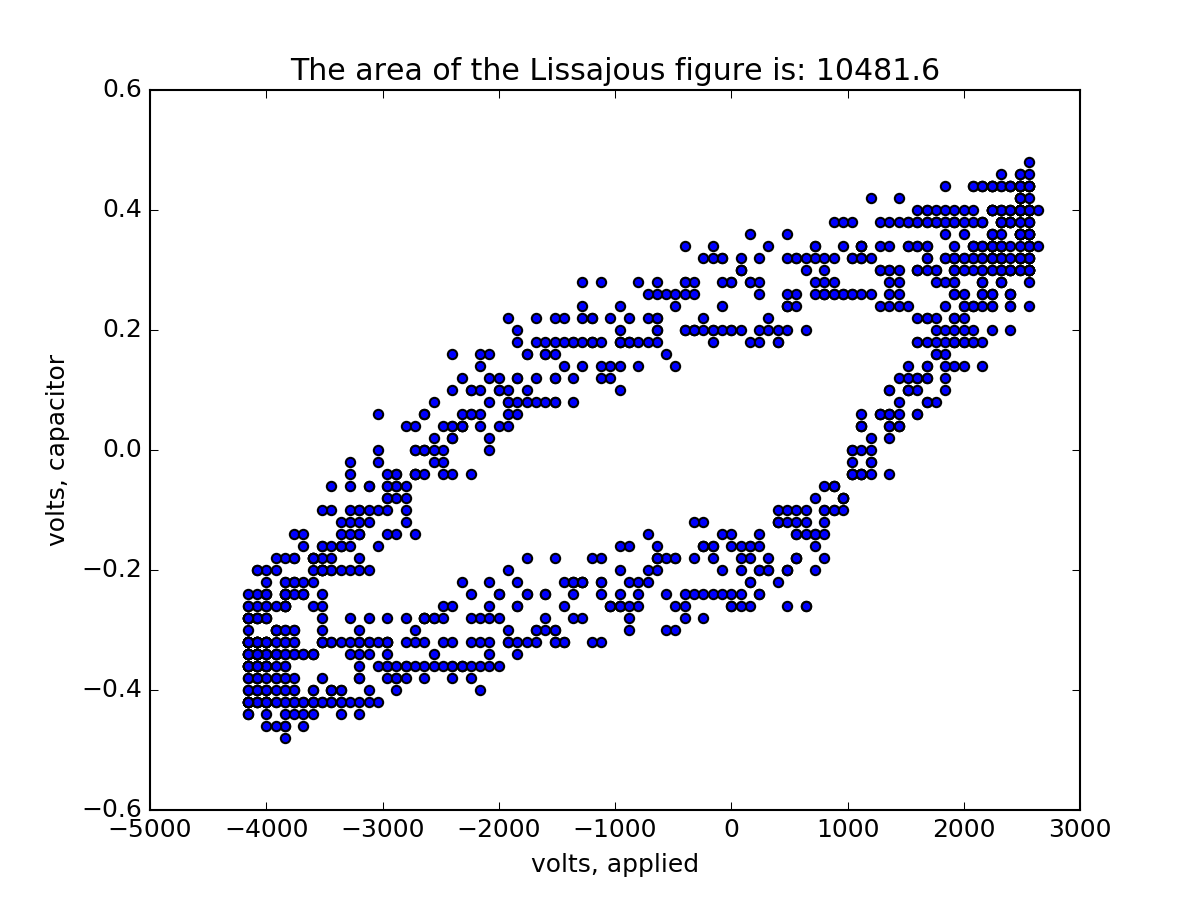 The area of the Lissajous figure is: 10481.6
0.6
0.4
0.2
0.0
−0.2
−0.4
−0.6
volts, capacitor
−5000 −4000 −3000 −2000 −1000 0 1000 2000 3000
volts, applied